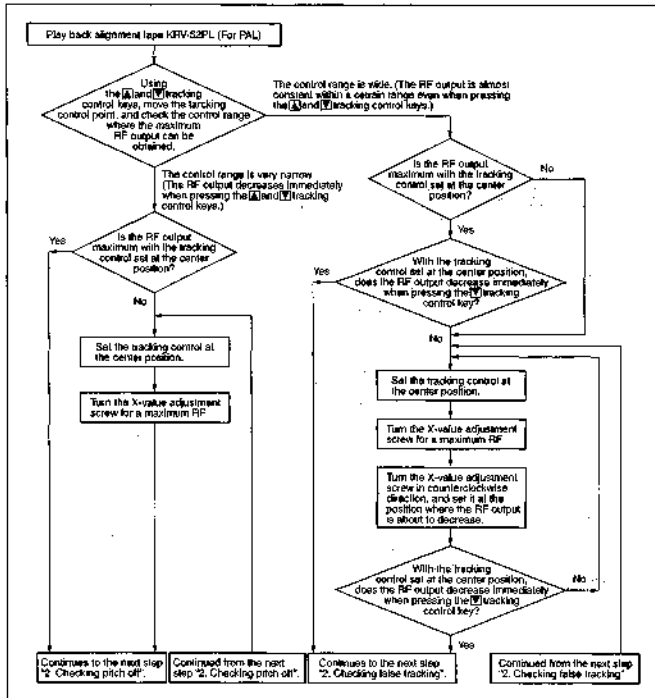 Play back alignment tape KRV-52PL (For PAL)
Using
the ▲ and ▼ tracking
control keys, move the tarcking
control point, and check the control range
where the maximum
RF output can be
obtained.
The control range is wide. (The RF output is almost
constant within a cetrain range even when pressing
the ▲ and ▼ tracking control keys.)
The control range is very narrow
(The RF output decreases immediately
when pressing the ▲ and ▼ tracking
control keys.)
Is the RF output
maximum with the tracking
control set at the center
position?
No
Yes
Is the RF output
maximum with the tracking
control set at the center
position?
Yes
With the tracking
control set at the center position,
does the RF output decrease immediately
when pressing the ▼ tracking
control key?
Yes
No
No
Set the tracking control at
the center position.
Turn the X-value adjustment
screw for a maximum RF
Set the tracking control at
the center position.
Turn the X-value adjustment
screw for a maximum RF
Turn the X-value adjustment
screw in counterclockwise
direction, and set it at the
position where the RF output
is about to decrease.
With the tracking
control set at the center position,
does the RF output decrease immediately
when pressing the ▼ tracking
control key?
No
Yes
Continues to the next step
"2. Checking pitch off".
Continued from the next
step "2. Checking pitch off".
Continues to the next step
"2. Checking false tracking".
Continued from the next step
"2. Checking false tracking"